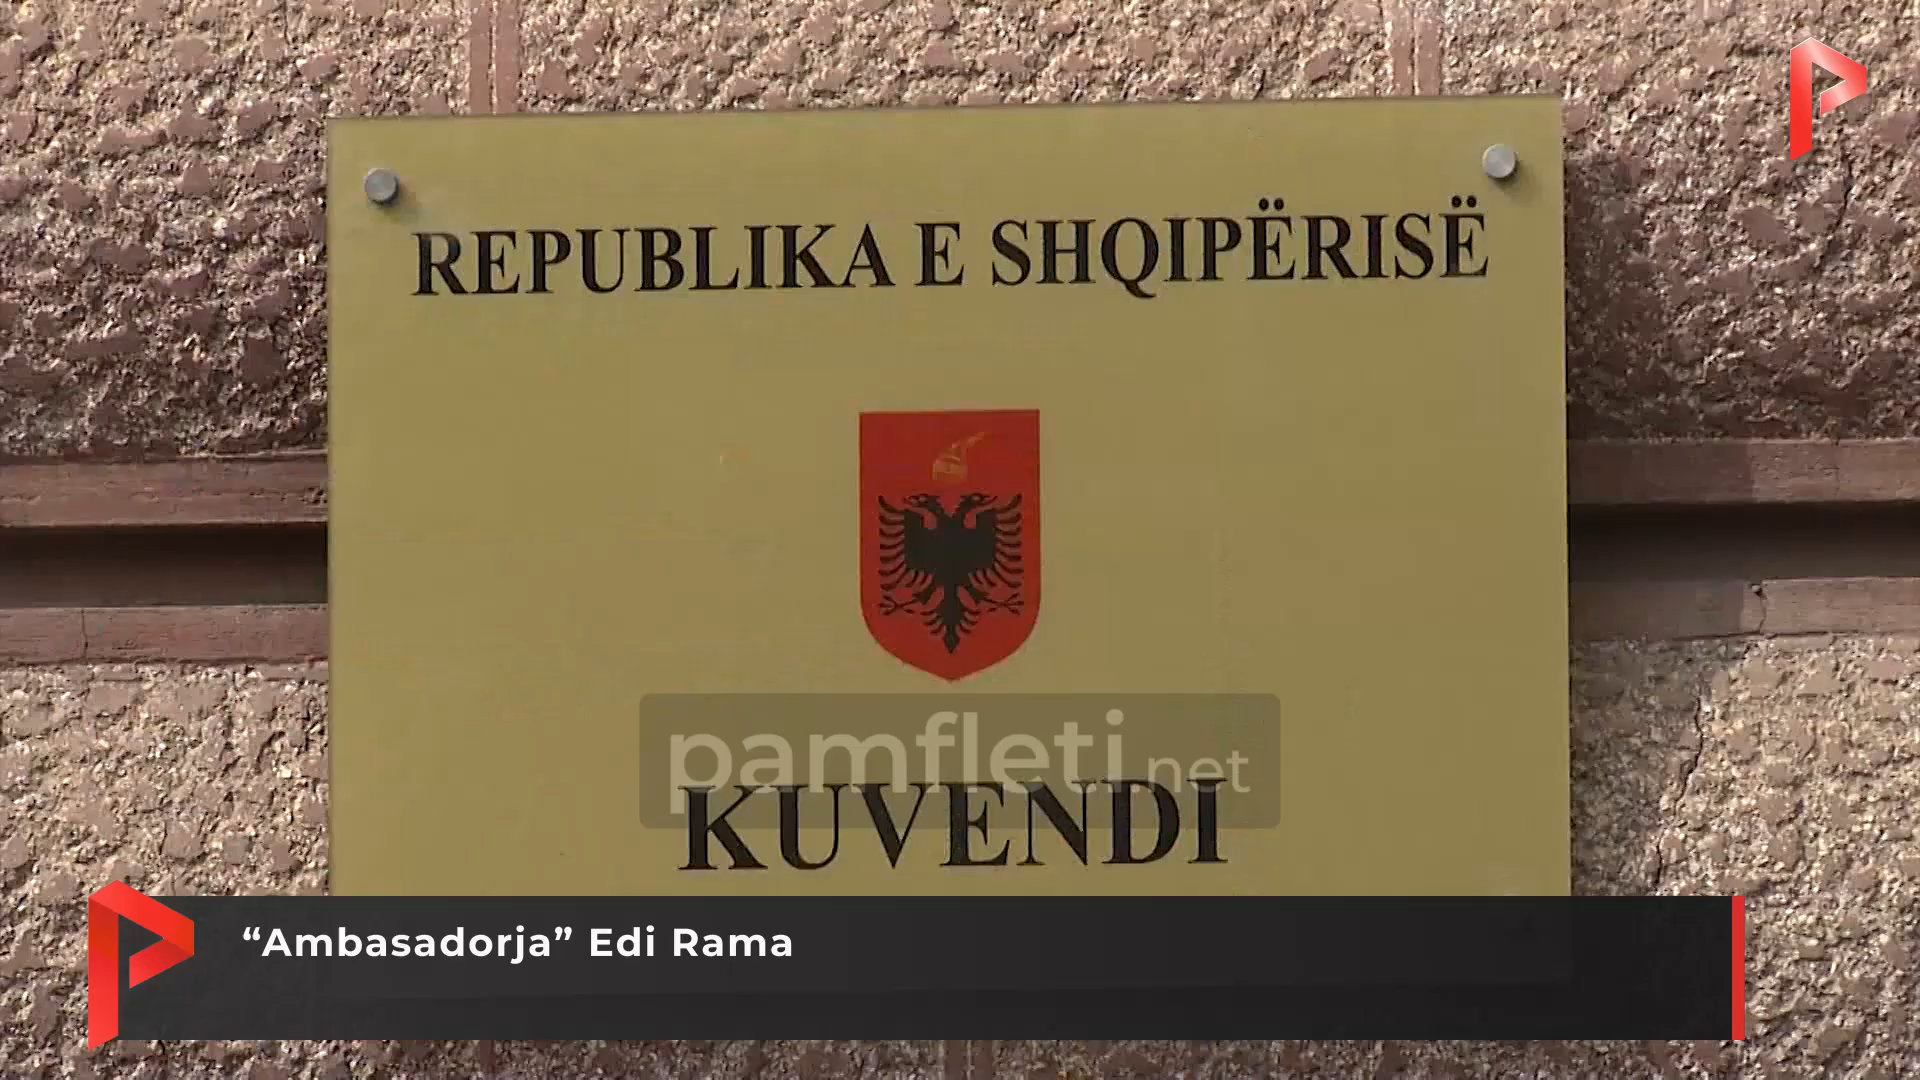 REPUBLIKA E SHQIPËRISË
pamfleti.net
KUVENDI
“Ambasadorja” Edi Rama